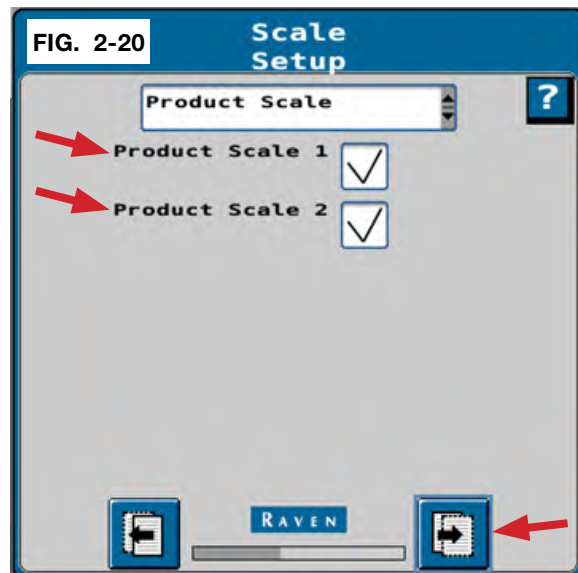 FIG. 2-20
Scale
Setup
Product Scale
?
Product Scale 1
Product Scale 2
RAVEN